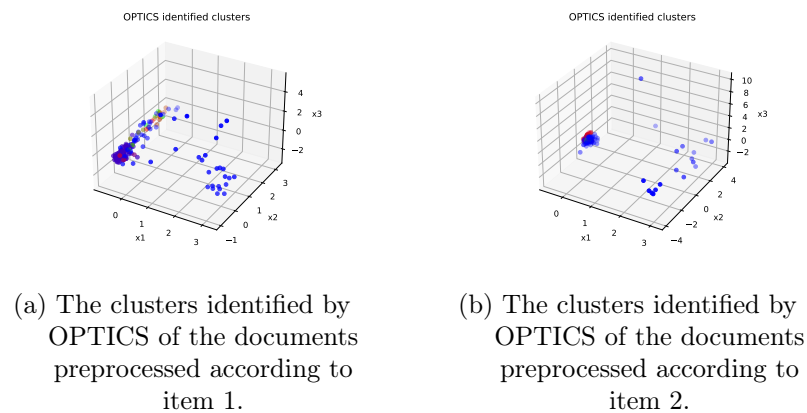 OPTICS identified clusters
4
2
0
−2
x3
3
2
1
0
−1
x2
0
1
2
3
x1
OPTICS identified clusters
10
8
6
4
2
0
−2
x3
4
2
0
−2
−4
x2
0
1
2
3
x1
(a) The clusters identified by
OPTICS of the documents
preprocessed according to
item 1.
(b) The clusters identified by
OPTICS of the documents
preprocessed according to
item 2.